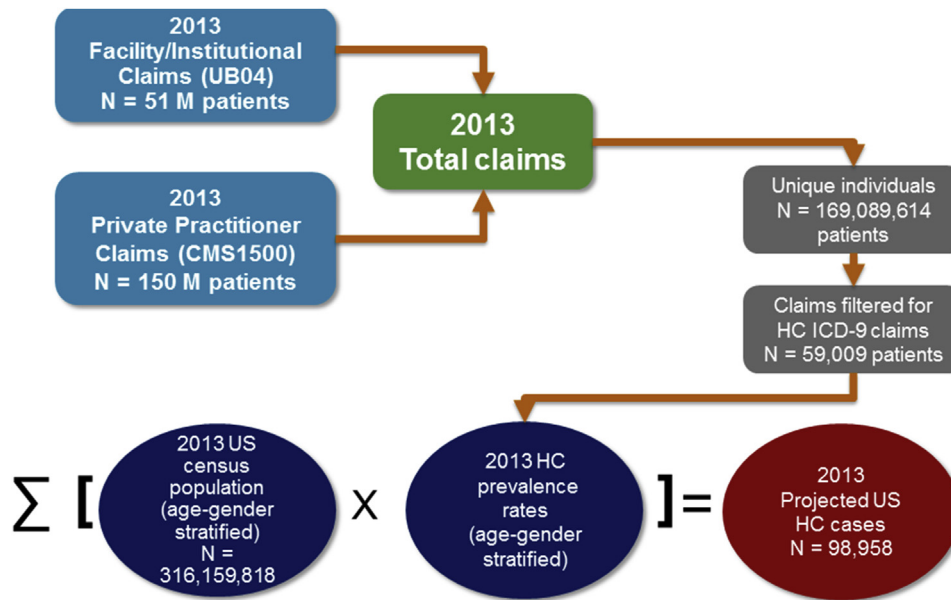 2013
Facility/Institutional
Claims (UB04)
N = 51 M patients
2013
Total claims
2013
Private Practitioner
Claims (CMS1500)
N = 150 M patients
Unique individuals
N = 169,089,614
patients
Claims filtered for
HC ICD-9 claims
N = 59,009 patients
∑ [
2013 US
census
population
(age-gender
stratified)
N =
316,159,818
X
2013 HC
prevalence
rates
(age-gender
stratified)
] =
2013
Projected US
HC cases
N = 98,958